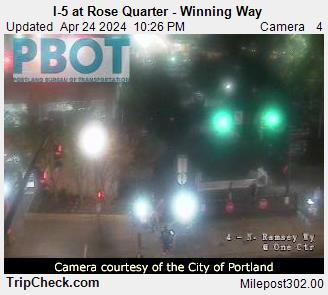 I-5 at Rose Quarter - Winning Way
Updated Apr 24 2024 10:26 PM Camera 4
PBOT
PORTLAND BUREAU OF TRANSPORTATION
4 - N. Ramsey Wy
@ One Ctr
Camera courtesy of the City of Portland
TripCheck.com Milepost302.00